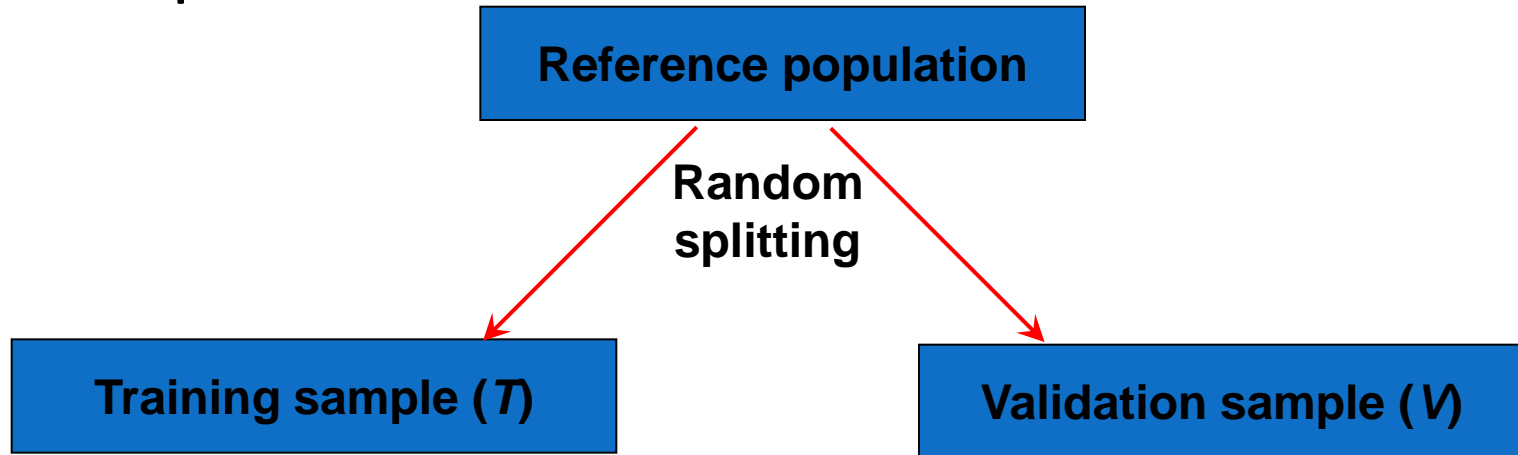 Reference population
Random
splitting
Training sample (T)
Validation sample (V)